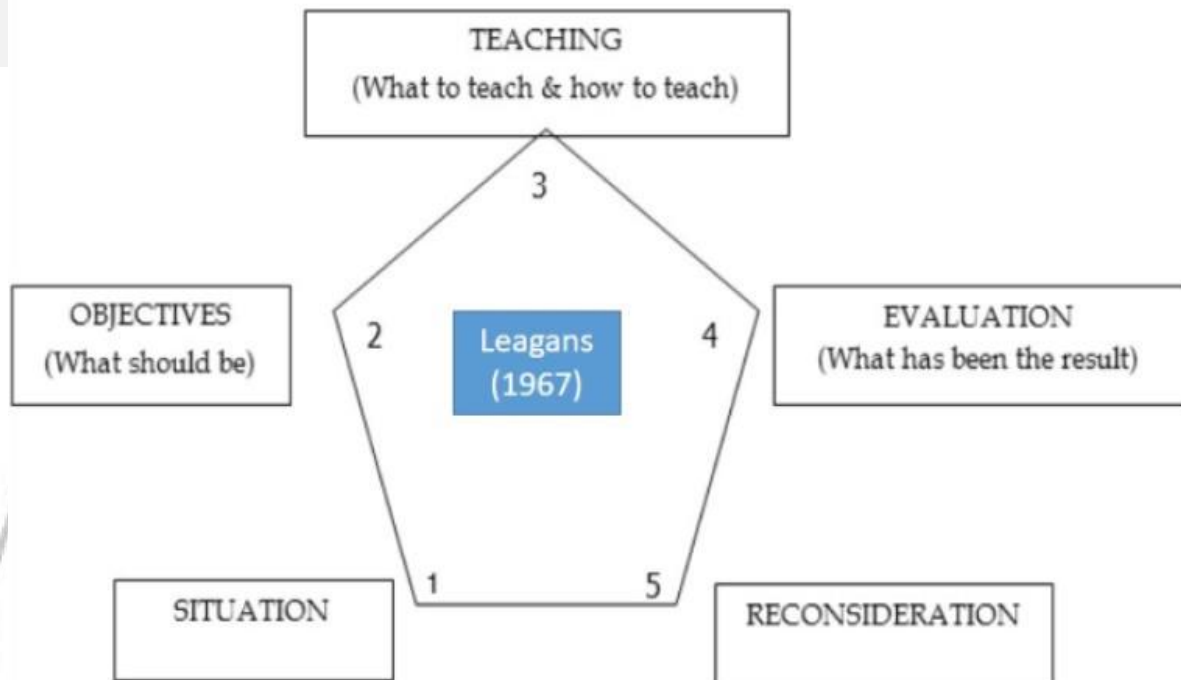 TEACHING
(What to teach & how to teach)
3
OBJECTIVES
(What should be)
2
Leagans
(1967)
4
EVALUATION
(What has been the result)
SITUATION
1
5
RECONSIDERATION